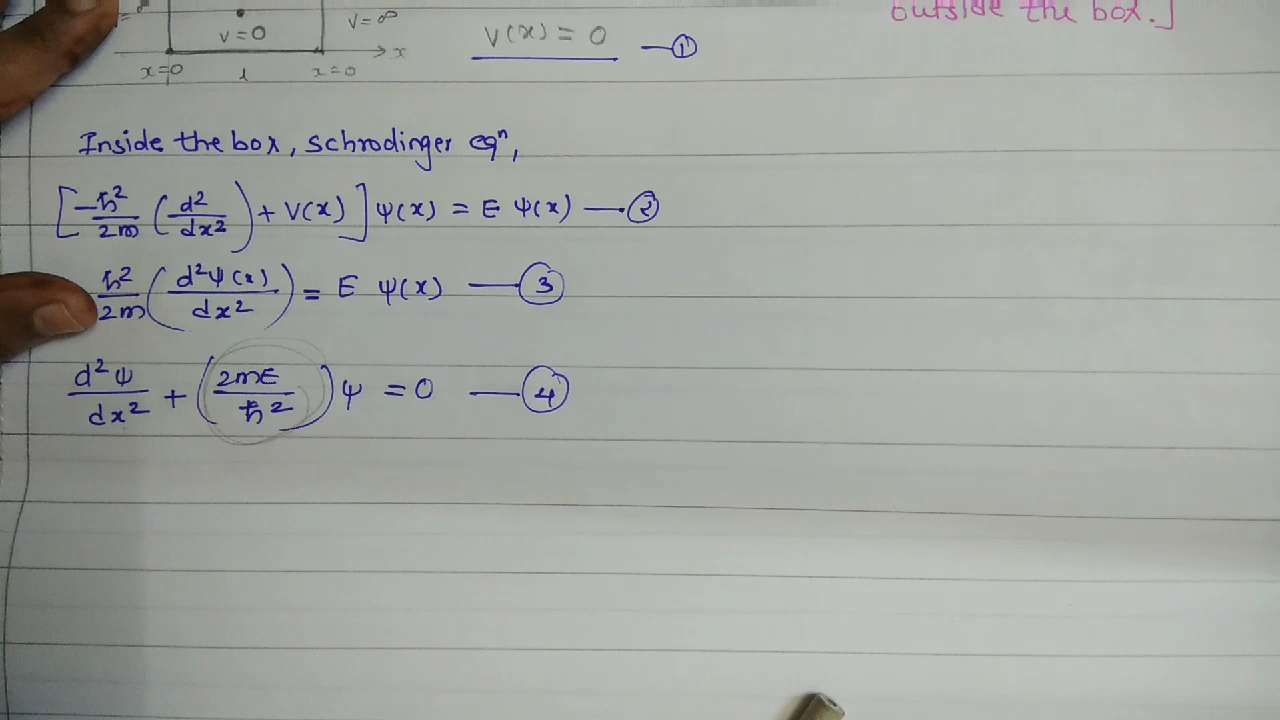 outside the box.]
V=∞
V=0
V(x) = 0 —①
x
x=0 l x=0
Inside the box, schrodinger eqⁿ,
[-ħ²/2m (d²/dx²) + V(x)] ψ(x) = E ψ(x) —②
ħ²/2m (d²ψ(x)/dx²) = E ψ(x) —③
d²ψ/dx² + (2mE/ħ²) ψ = 0 —④